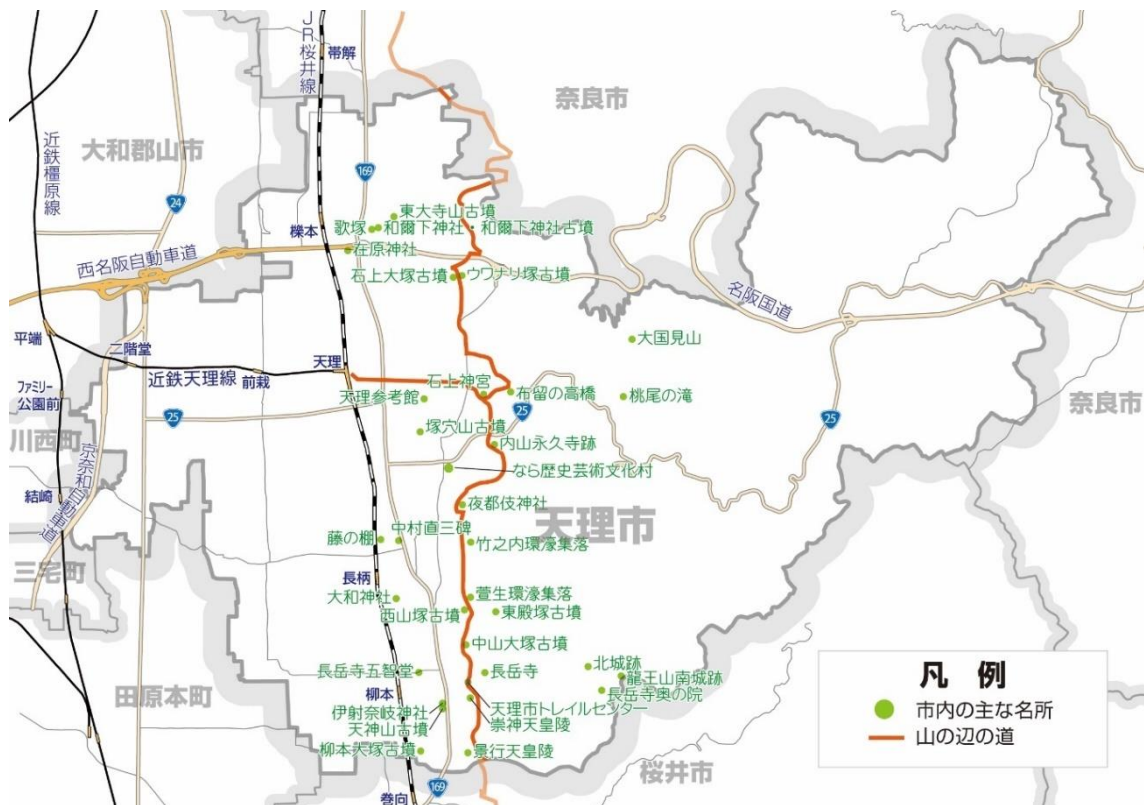 JR桜井線
帯解
奈良市
近鉄橿原線
大和郡山市
169
24
東大寺山古墳
歌塚
和爾下神社・和爾下神社古墳
櫟本
在原神社
西名阪自動車道
石上大塚古墳
ウワナリ塚古墳
名阪国道
大国見山
平端
二階堂
天理
近鉄天理線
前栽
石上神宮
ファミリー
公園前
天理参考館
布留の高橋
桃尾の滝
25
25
25
奈良市
塚穴山古墳
川西町
内山永久寺跡
京奈和
自動車道
なら歴史芸術文化村
結崎
夜都伎神社
天理市
中村直三碑
藤の棚
竹之内環濠集落
三宅町
長柄
大和神社
萱生環濠集落
西山塚古墳
東殿塚古墳
中山大塚古墳
長岳寺五智堂
長岳寺
北城跡
龍王山南城跡
長岳寺奥の院
田原本町
柳本
天理市トレイルセンター
伊射奈岐神社
崇神天皇陵
天神山古墳
柳本大塚古墳
景行天皇陵
169
巻向
桜井市
凡 例
市内の主な名所
山の辺の道